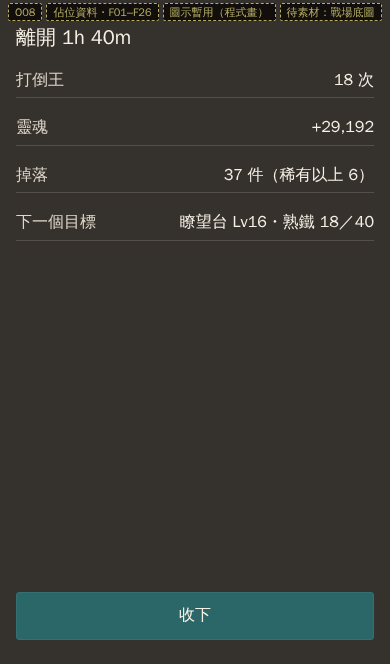 008 佔位資料・F01–F26 圖示暫用（程式畫） 待素材：戰場底圖
離開 1h 40m
打倒王 18 次
靈魂 +29,192
掉落 37 件（稀有以上 6）
下一個目標 瞭望台 Lv16・熟鐵 18／40
收下